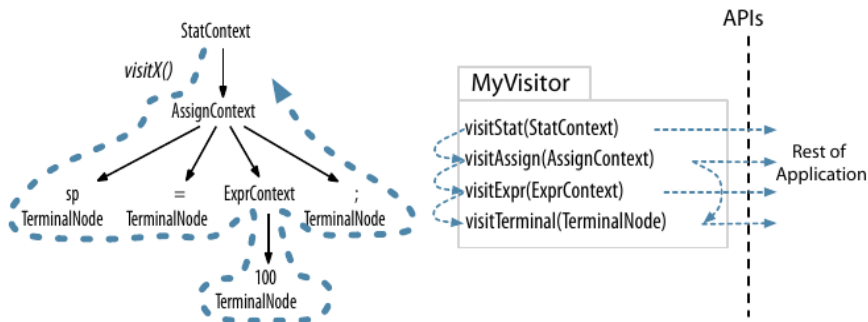 APIs
StatContext
visitX()
MyVisitor
AssignContext
visitStat(StatContext)
visitAssign(AssignContext)
visitExpr(ExprContext)
visitTerminal(TerminalNode)
Rest of
Application
sp
TerminalNode
=
TerminalNode
ExprContext
;
TerminalNode
100
TerminalNode